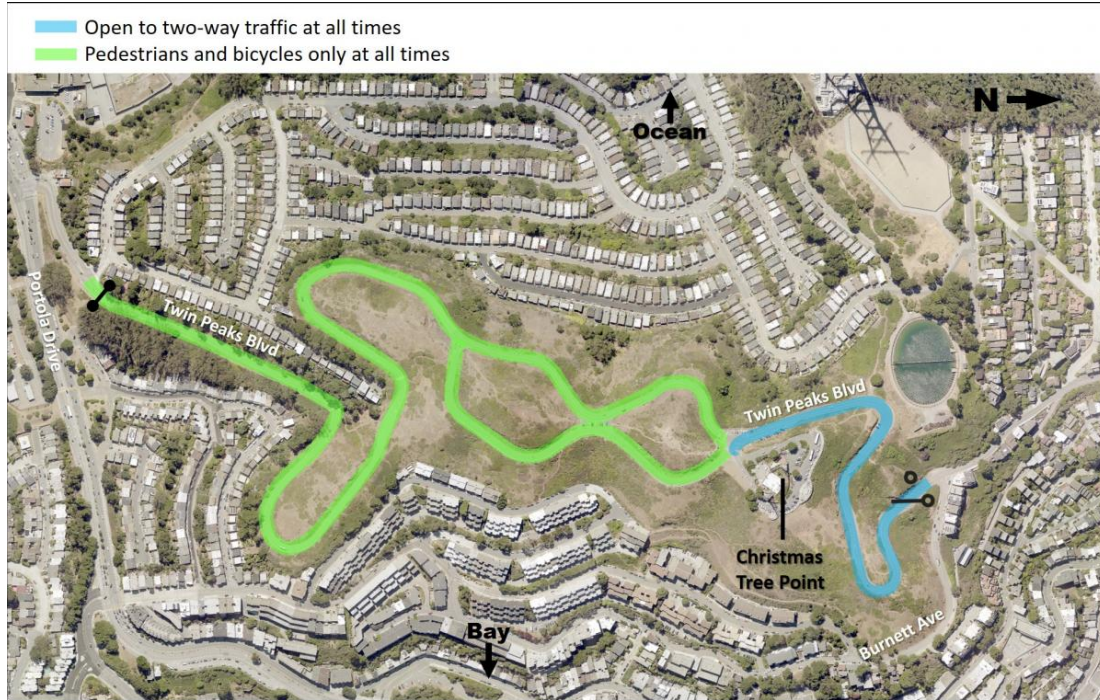 Open to two-way traffic at all times
Pedestrians and bicycles only at all times
N
Ocean
Portola Drive
Twin Peaks Blvd
Twin Peaks Blvd
Christmas
Tree Point
Bay
Burnett Ave